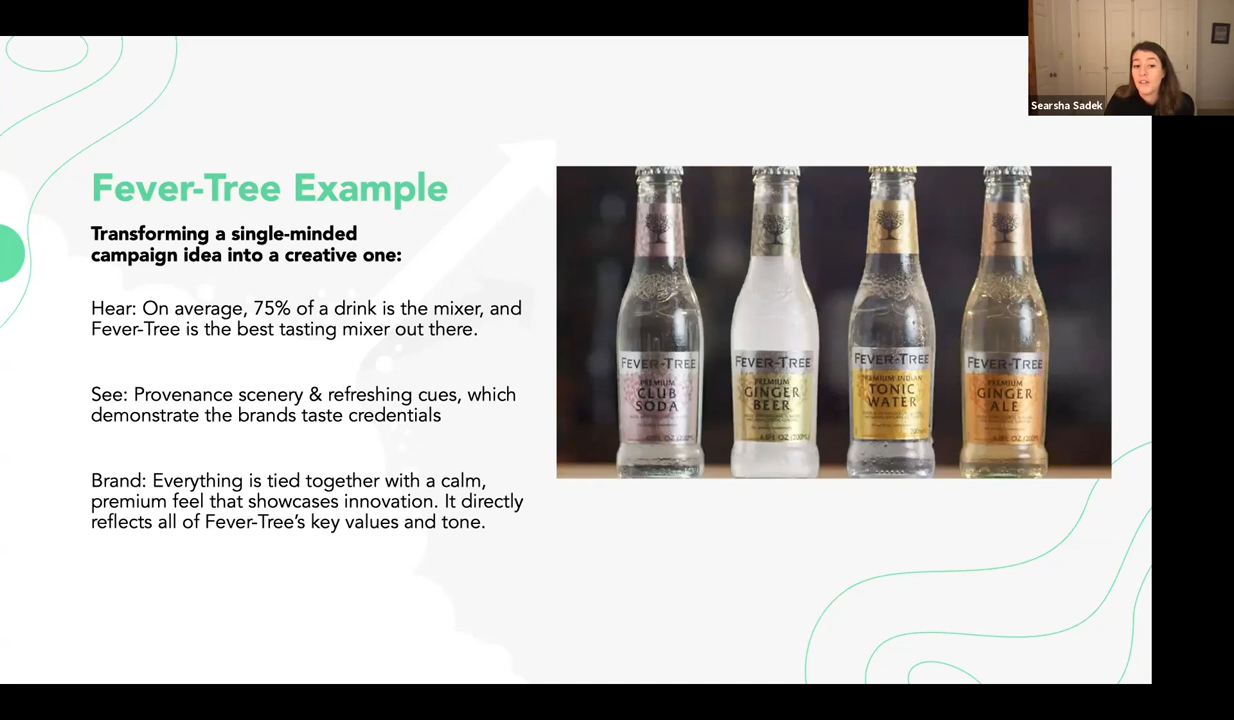 Searsha Sadek
Fever-Tree Example
Transforming a single-minded
campaign idea into a creative one:
Hear: On average, 75% of a drink is the mixer, and
Fever-Tree is the best tasting mixer out there.
See: Provenance scenery & refreshing cues, which
demonstrate the brands taste credentials
Brand: Everything is tied together with a calm,
premium feel that showcases innovation. It directly
reflects all of Fever-Tree’s key values and tone.
FEVER-TREE
PREMIUM
CLUB
SODA
FEVER-TREE
PREMIUM
GINGER
BEER
FEVER-TREE
PREMIUM INDIAN
TONIC
WATER
FEVER-TREE
PREMIUM
GINGER
ALE